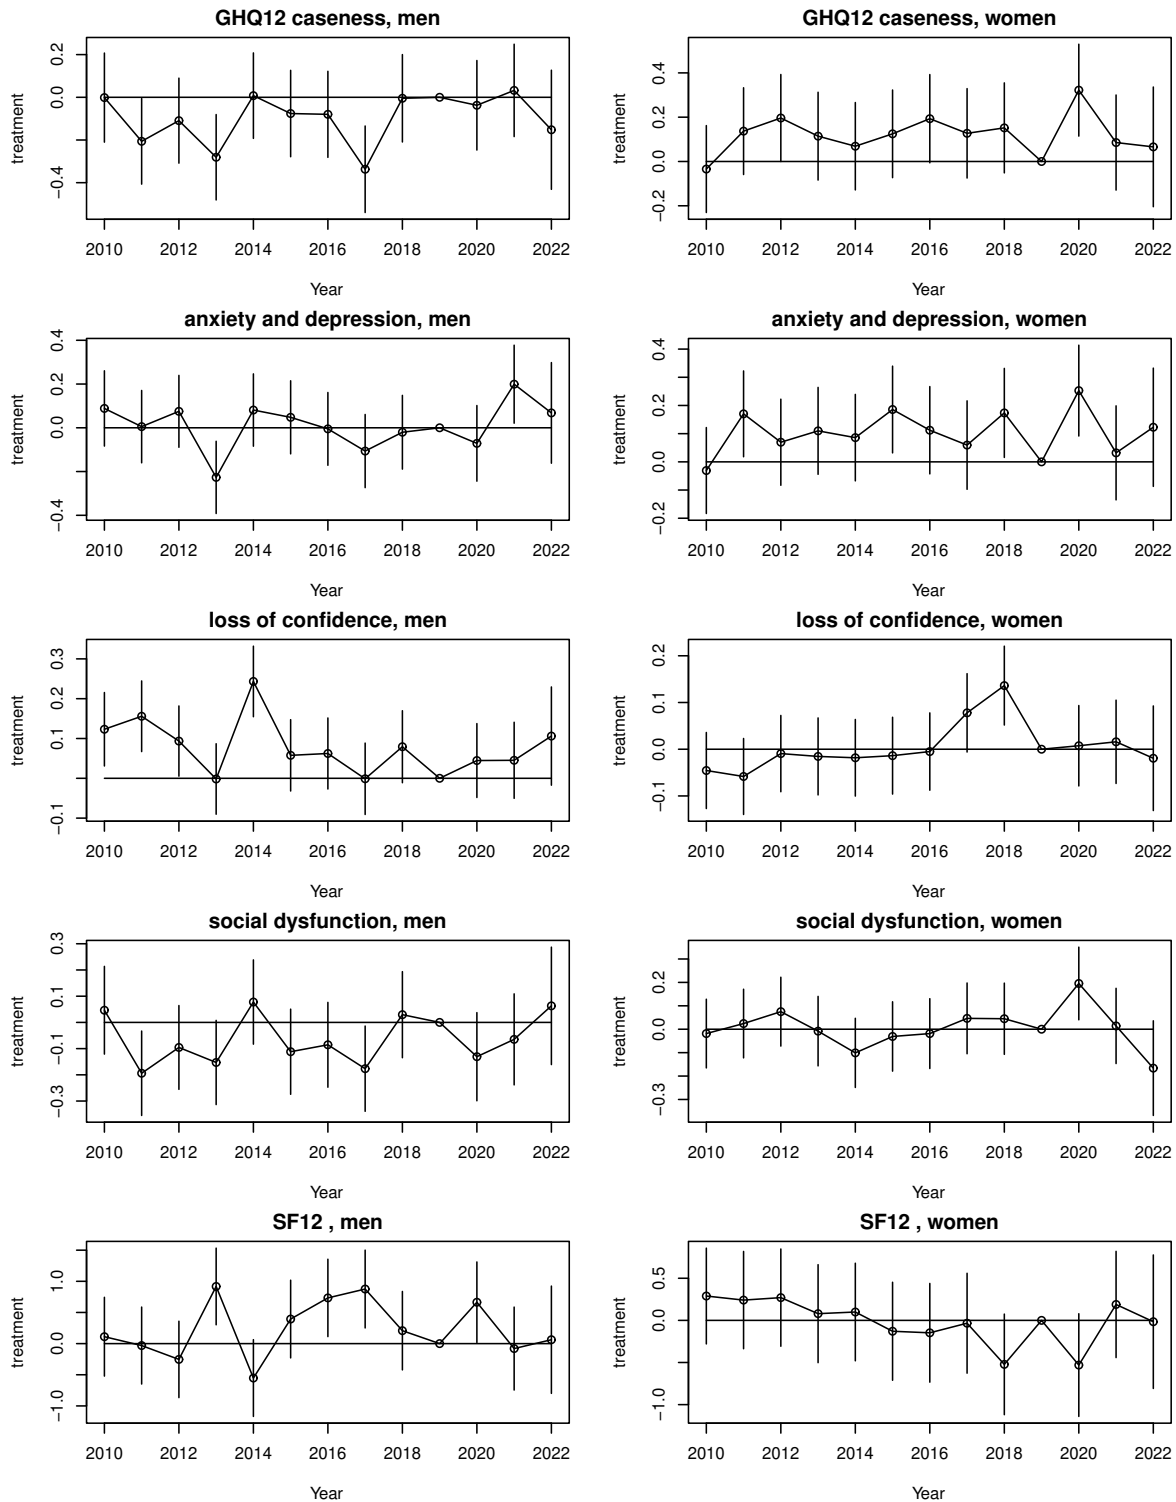 GHQ12 caseness, men
treatment
0.2
0.0
−0.4
2010 2012 2014 2016 2018 2020 2022
Year
GHQ12 caseness, women
treatment
0.4
0.2
0.0
−0.2
2010 2012 2014 2016 2018 2020 2022
Year
anxiety and depression, men
treatment
0.4
0.2
0.0
−0.4
2010 2012 2014 2016 2018 2020 2022
Year
anxiety and depression, women
treatment
0.4
0.2
0.0
−0.2
2010 2012 2014 2016 2018 2020 2022
Year
loss of confidence, men
treatment
0.3
0.2
0.1
−0.1
2010 2012 2014 2016 2018 2020 2022
Year
loss of confidence, women
treatment
0.2
0.1
0.0
−0.1
2010 2012 2014 2016 2018 2020 2022
Year
social dysfunction, men
treatment
0.3
0.1
−0.1
−0.3
2010 2012 2014 2016 2018 2020 2022
Year
social dysfunction, women
treatment
0.2
0.0
−0.3
2010 2012 2014 2016 2018 2020 2022
Year
SF12 , men
treatment
1.0
0.0
−1.0
2010 2012 2014 2016 2018 2020 2022
Year
SF12 , women
treatment
0.5
0.0
−1.0
2010 2012 2014 2016 2018 2020 2022
Year